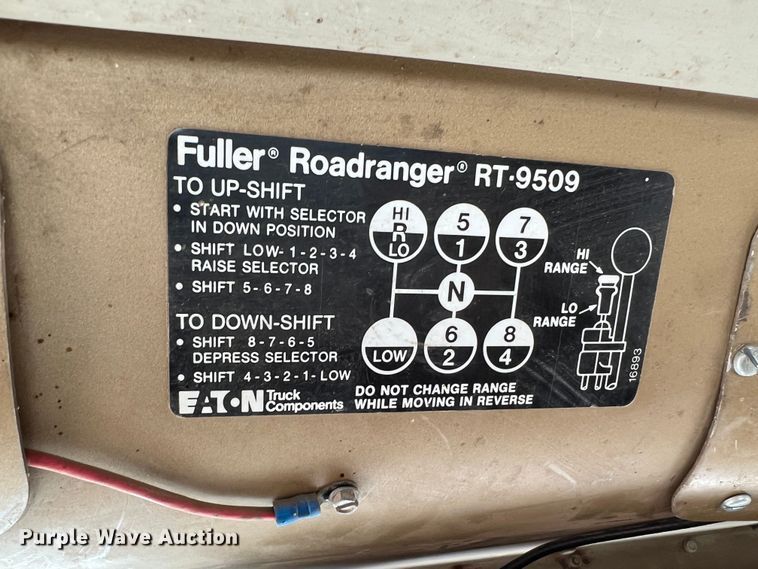 Fuller® Roadranger® RT-9509
TO UP-SHIFT
• START WITH SELECTOR
IN DOWN POSITION
• SHIFT LOW-1-2-3-4
RAISE SELECTOR
• SHIFT 5-6-7-8
TO DOWN-SHIFT
• SHIFT 8-7-6-5
DEPRESS SELECTOR
• SHIFT 4-3-2-1-LOW
EATON Truck
Components
HI
R
LO
5
1
7
3
N
LOW
6
2
8
4
HI
RANGE
LO
RANGE
16893
DO NOT CHANGE RANGE
WHILE MOVING IN REVERSE
Purple Wave Auction